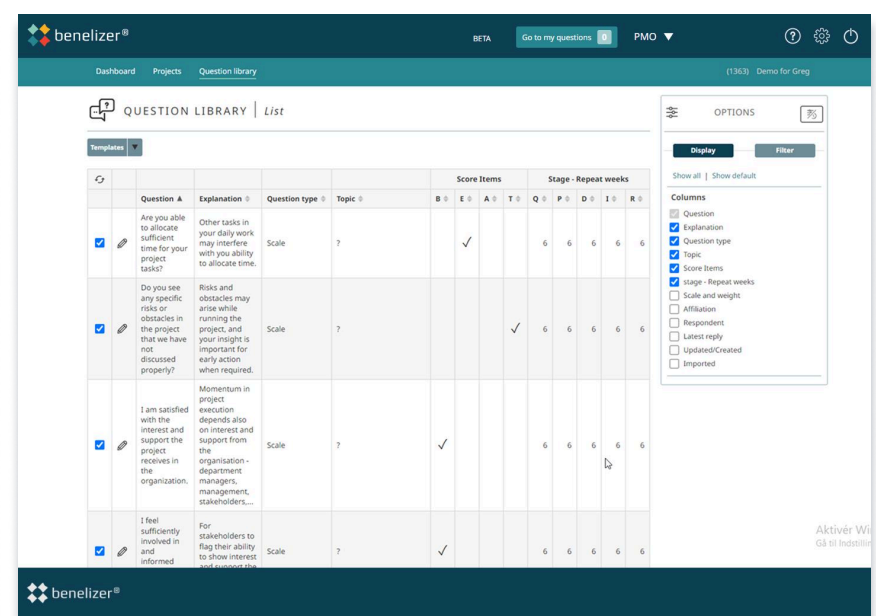 benelizer®
BETA
Go to my questions 0
PMO ▼
?
Dashboard Projects Question library
(1363) Demo for Greg
QUESTION LIBRARY | List
Templates ▼
Score Items Stage - Repeat weeks
Question ▲ Explanation Question type Topic B E A T Q P D I R
Are you able
to allocate
sufficient
time for your
project
tasks?
Other tasks in
your daily work
may interfere
with you ability
to allocate time.
Scale ? ✓ 6 6 6 6 6
Do you see
any specific
risks or
obstacles in
the project
that we have
not
discussed
properly?
Risks and
obstacles may
arise while
running the
project, and
your insight is
important for
early action
when required.
Scale ? ✓ 6 6 6 6 6
I am satisfied
with the
interest and
support the
project
receives in
the
organization.
Momentum in
project
execution
depends also
on interest and
support from
the
organisation -
department
managers,
management,
stakeholders,...
Scale ? ✓ 6 6 6 6 6
I feel
sufficiently
involved in
and
informed
For
stakeholders to
flag their ability
to show interest
and support the
Scale ? ✓ 6 6 6 6 6
OPTIONS
Display Filter
Show all | Show default
Columns
Question
Explanation
Question type
Topic
Score Items
stage - Repeat weeks
Scale and weight
Affiliation
Respondent
Latest reply
Updated/Created
Imported
Aktivér Wi
Gå til Indstillin
benelizer®